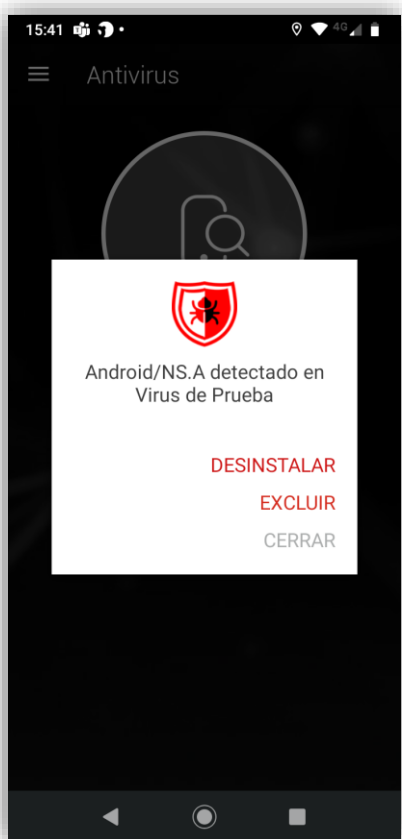 15:41
4G
Antivirus
Android/NS.A detectado en
Virus de Prueba
DESINSTALAR
EXCLUIR
CERRAR